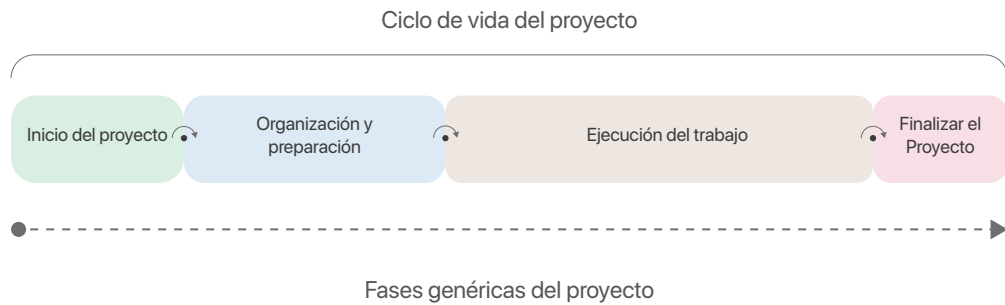 Ciclo de vida del proyecto
Inicio del proyecto
Organización y
preparación
Ejecución del trabajo
Finalizar el
Proyecto
Fases genéricas del proyecto